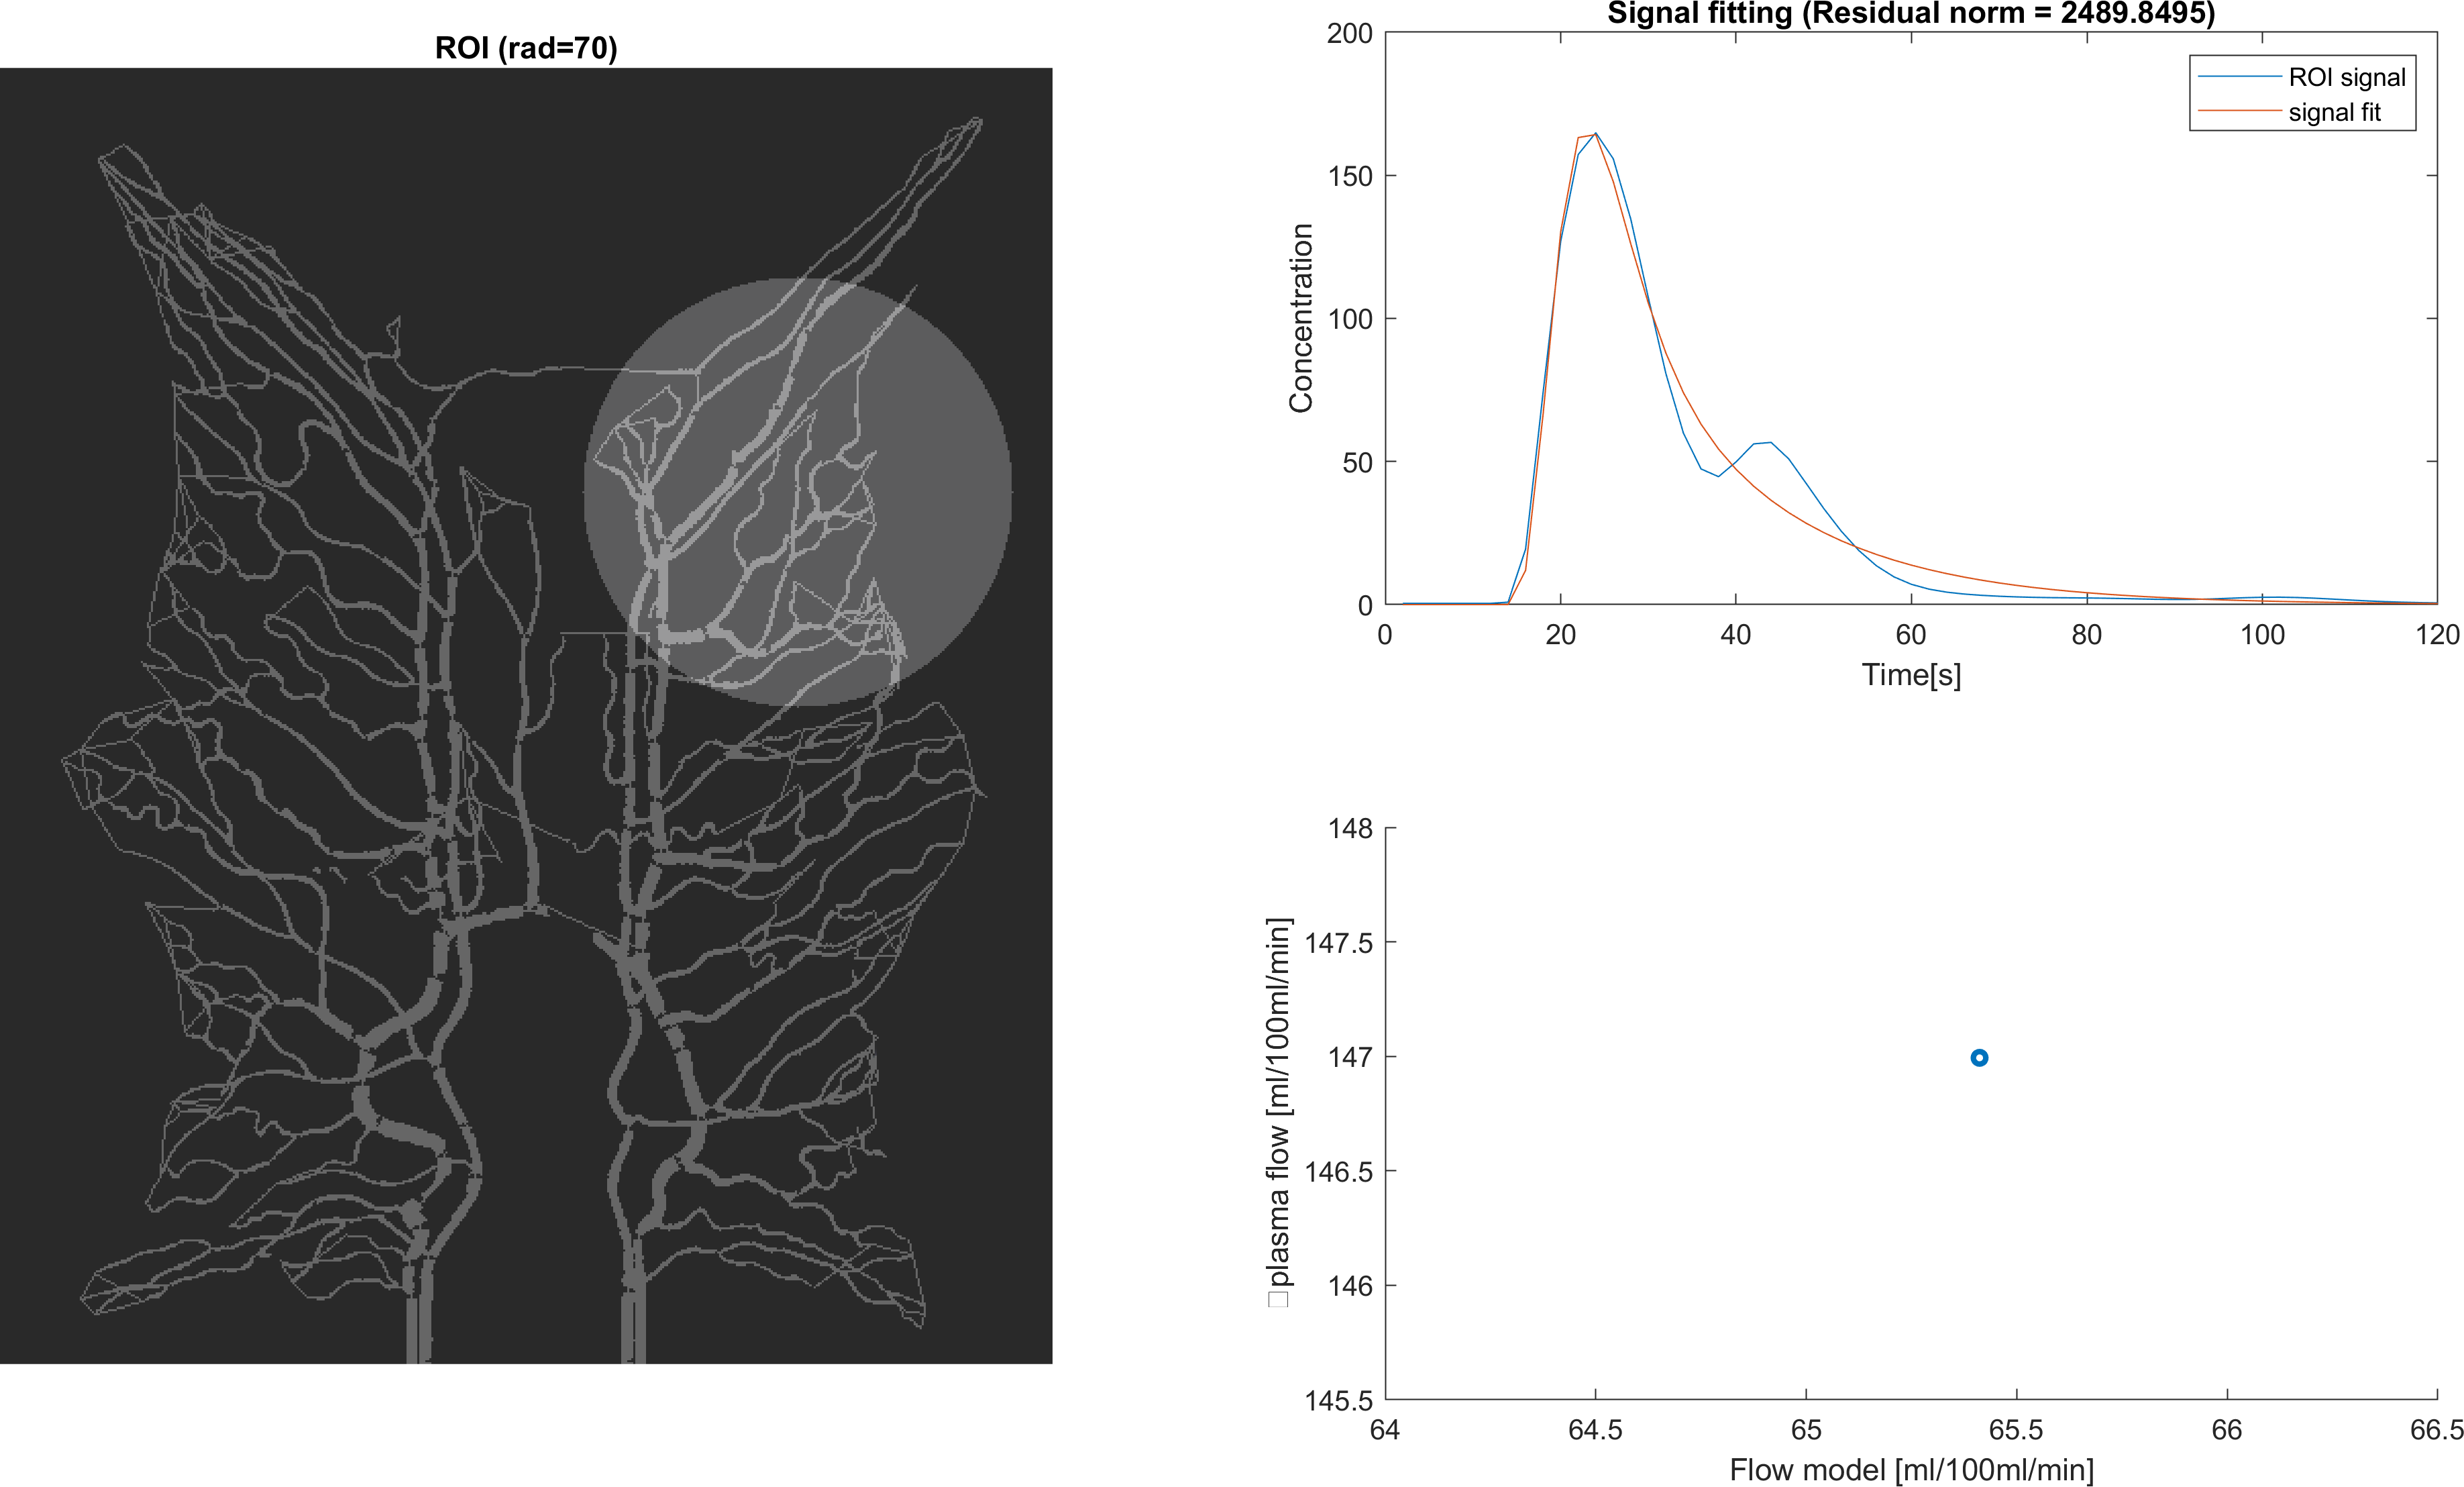 ROI (rad=70)
Signal fitting (Residual norm = 2489.8495)
200
150
100
50
0
Concentration
ROI signal
signal fit
0 20 40 60 80 100 120
Time[s]
148
147.5
147
146.5
146
145.5
□ plasma flow [ml/100ml/min]
64 64.5 65 65.5 66 66.5
Flow model [ml/100ml/min]